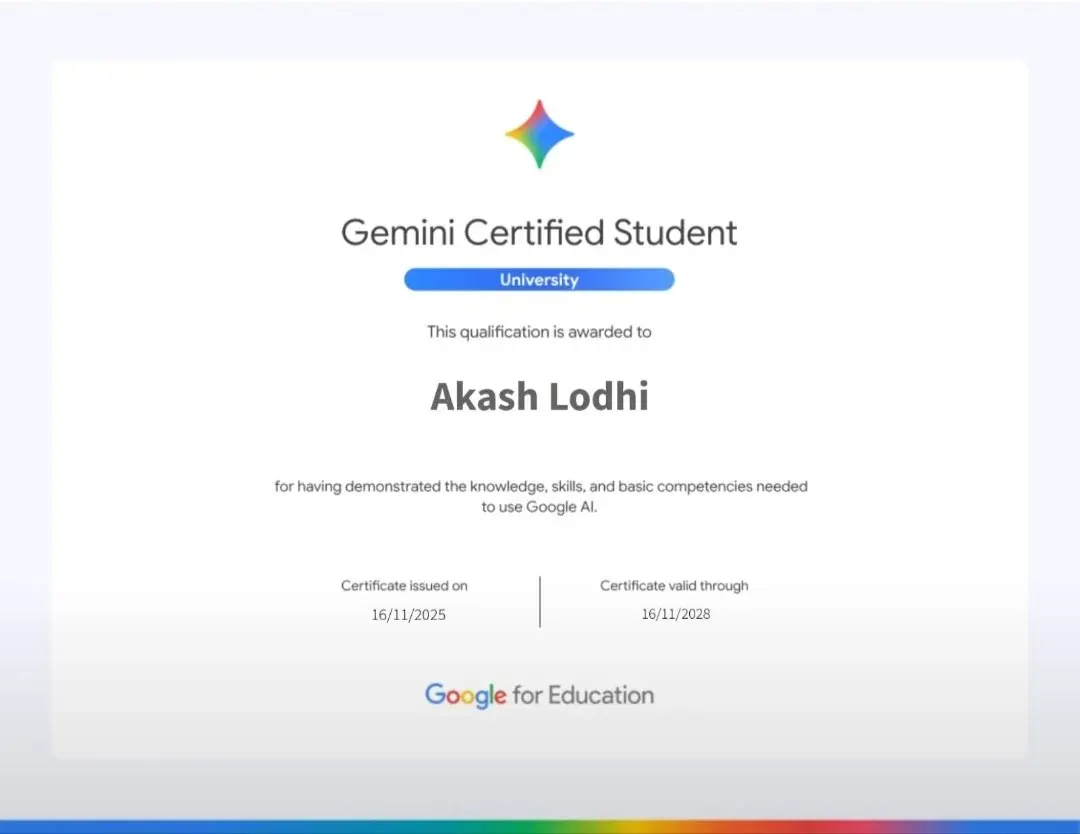 Gemini Certified Student
University
This qualification is awarded to
Akash Lodhi
for having demonstrated the knowledge, skills, and basic competencies needed
to use Google AI.
Certificate issued on
16/11/2025
Certificate valid through
16/11/2028
Google for Education